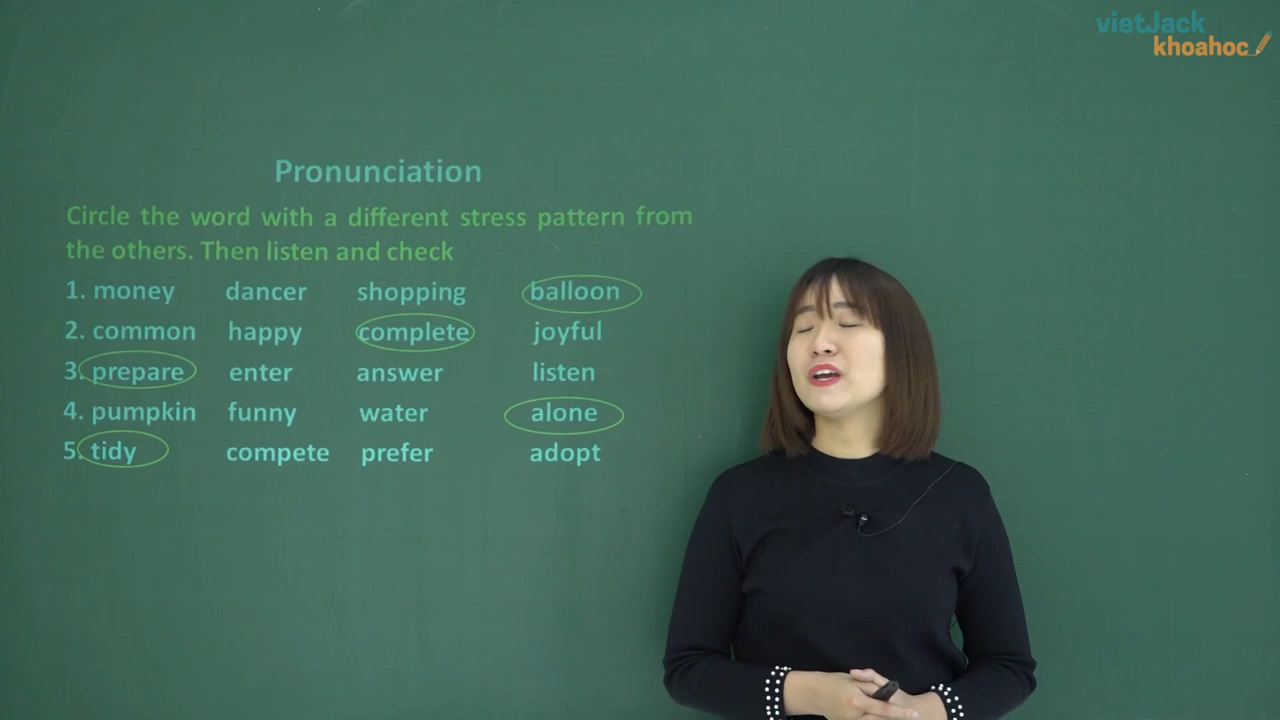 vietJack
khoahoc
Pronunciation
Circle the word with a different stress pattern from
the others. Then listen and check
1. money dancer shopping balloon
2. common happy complete joyful
3. prepare enter answer listen
4. pumpkin funny water alone
5. tidy compete prefer adopt